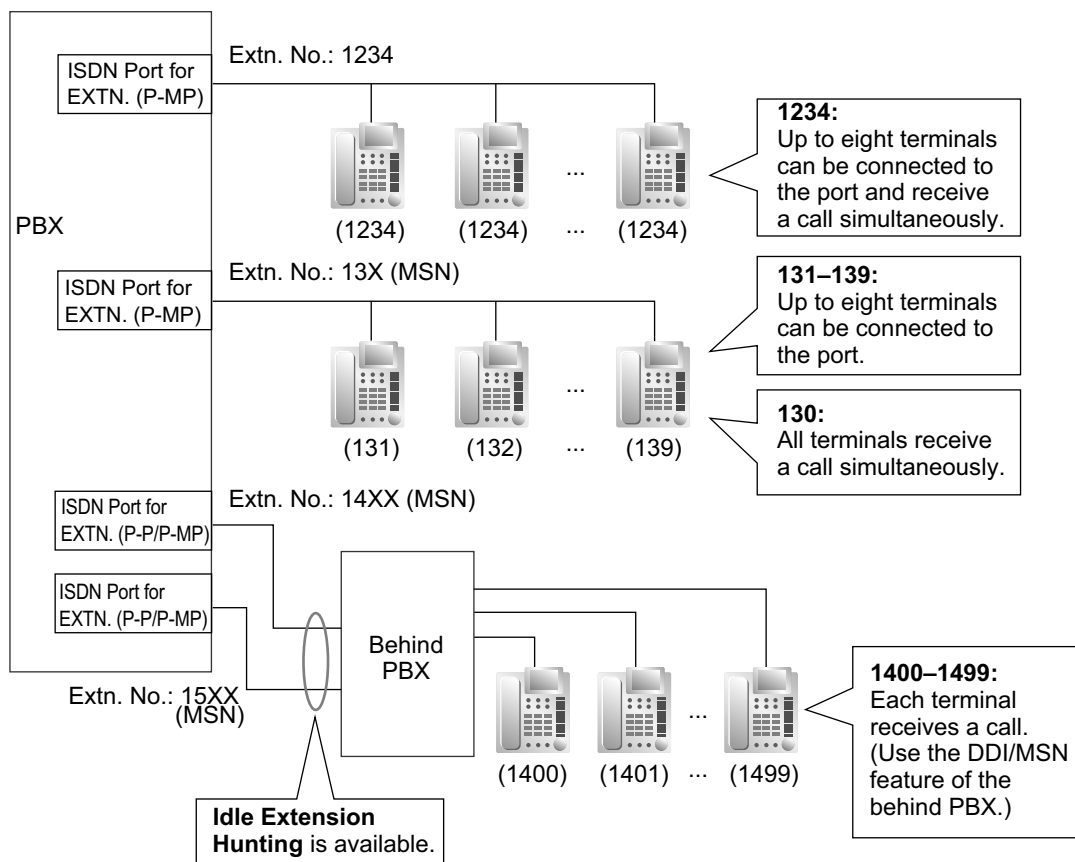 Extn. No.: 1234
ISDN Port for
EXTN. (P-MP)
PBX
(1234)
(1234)
...
...
(1234)
1234:
Up to eight terminals
can be connected to
the port and receive
a call simultaneously.
Extn. No.: 13X (MSN)
ISDN Port for
EXTN. (P-MP)
(131)
(132)
...
...
(139)
131–139:
Up to eight terminals
can be connected to
the port.
130:
All terminals receive
a call simultaneously.
Extn. No.: 14XX (MSN)
ISDN Port for
EXTN. (P-P/P-MP)
ISDN Port for
EXTN. (P-P/P-MP)
Extn. No.: 15XX
(MSN)
Behind
PBX
(1400)
(1401)
...
...
(1499)
1400–1499:
Each terminal
receives a call.
(Use the DDI/MSN
feature of the
behind PBX.)
Idle Extension
Hunting is available.